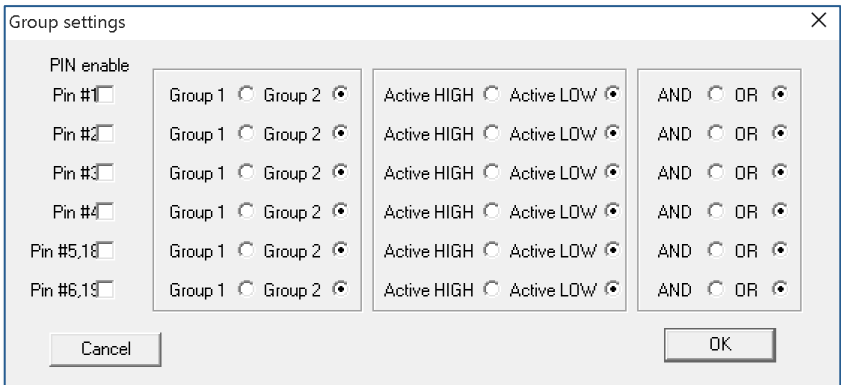 Group settings
PIN enable
Pin #1 Group 1 Group 2 Active HIGH Active LOW AND OR
Pin #2 Group 1 Group 2 Active HIGH Active LOW AND OR
Pin #3 Group 1 Group 2 Active HIGH Active LOW AND OR
Pin #4 Group 1 Group 2 Active HIGH Active LOW AND OR
Pin #5,18 Group 1 Group 2 Active HIGH Active LOW AND OR
Pin #6,19 Group 1 Group 2 Active HIGH Active LOW AND OR
Cancel OK